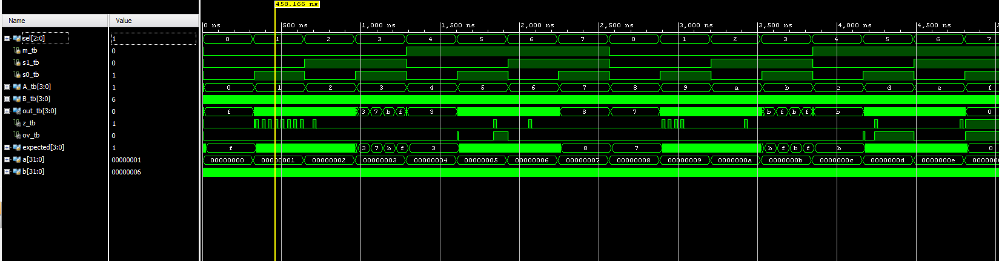 458.166 ns
Name Value
0 ns 500 ns 1,000 ns 1,500 ns 2,000 ns 2,500 ns 3,000 ns 3,500 ns 4,000 ns 4,500 ns
sel[2:0] 1 0 1 2 3 4 5 6 7 0 1 2 3 4 5 6 7
m_tb 0
s1_tb 0
s0_tb 1
A_tb[3:0] 1 0 1 2 3 4 5 6 7 8 9 a b c d e f
B_tb[3:0] 6
out_tb[3:0] 0 f 3 7 b f 3 8 7 b f b f b 0
z_tb 1
ov_tb 0
expected[3:0] 1 f 3 7 b f 3 8 7 b f b f b 0
a[31:0] 00000001 00000000 00000001 00000002 00000003 00000004 00000005 00000006 00000007 00000008 00000009 0000000a 0000000b 0000000c 0000000d 0000000e 0000000
b[31:0] 00000006